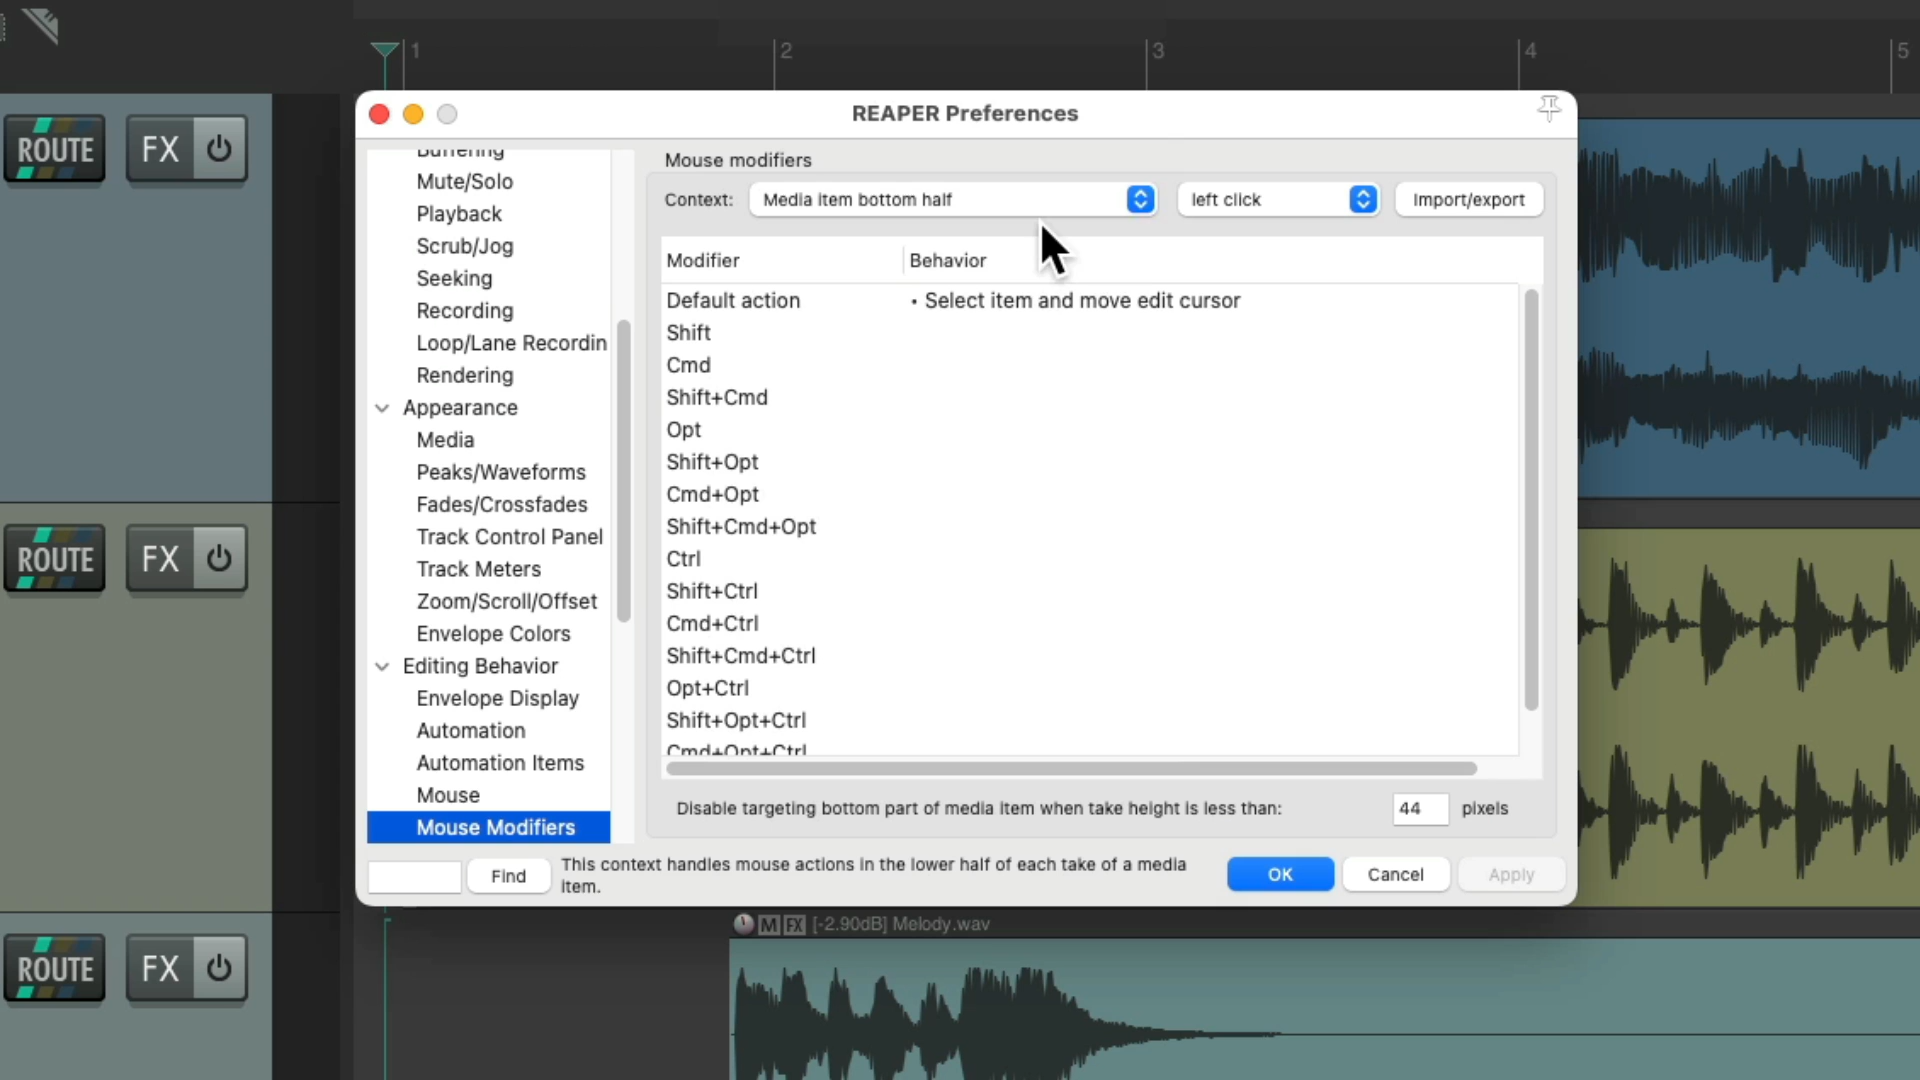 1
2
3
4
5
REAPER Preferences
ROUTE FX
Buffering
Mute/Solo
Playback
Scrub/Jog
Seeking
Recording
Loop/Lane Recordin
Rendering
Appearance
Media
Peaks/Waveforms
Fades/Crossfades
Track Control Panel
Track Meters
Zoom/Scroll/Offset
Envelope Colors
Editing Behavior
Envelope Display
Automation
Automation Items
Mouse
Mouse Modifiers
Mouse modifiers
Context: Media item bottom half left click Import/export
Modifier Behavior
Default action • Select item and move edit cursor
Shift
Cmd
Shift+Cmd
Opt
Shift+Opt
Cmd+Opt
Shift+Cmd+Opt
Ctrl
Shift+Ctrl
Cmd+Ctrl
Shift+Cmd+Ctrl
Opt+Ctrl
Shift+Opt+Ctrl
Cmd+Opt+Ctrl
Disable targeting bottom part of media item when take height is less than: 44 pixels
Find
This context handles mouse actions in the lower half of each take of a media
item.
OK Cancel Apply
ROUTE FX
M FX [-2.90dB] Melody.wav
ROUTE FX